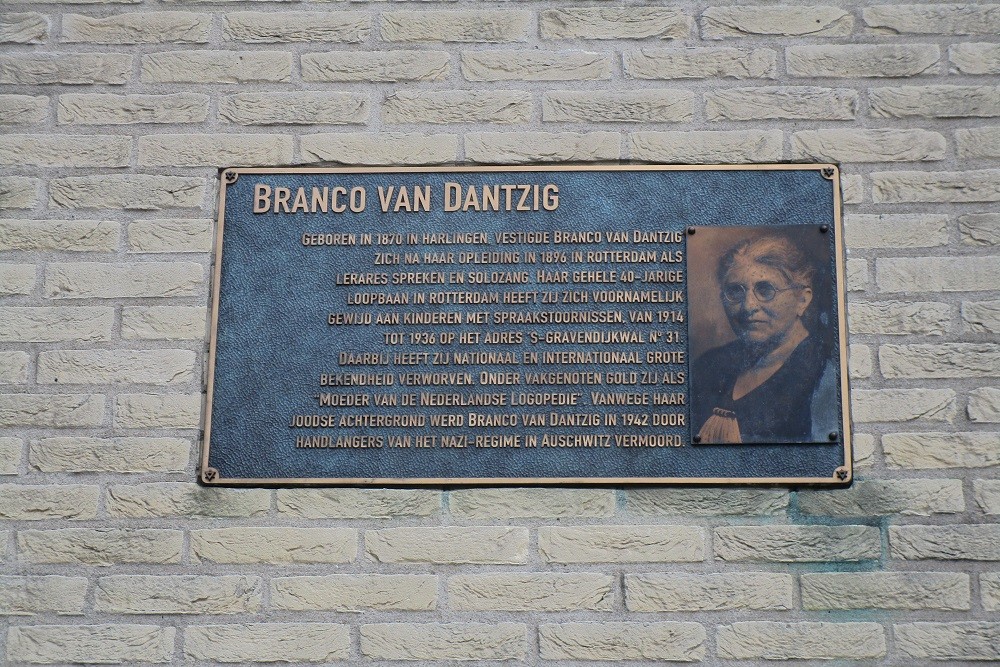 BRANCO VAN DANTZIG
GEBOREN IN 1870 IN HARLINGEN, VESTIGDE BRANCO VAN DANTZIG
ZICH NA HAAR OPLEIDING IN 1896 IN ROTTERDAM ALS
LERARES SPREKEN EN SOLOZANG. HAAR GEHELE 40-JARIGE
LOOPBAAN IN ROTTERDAM HEEFT ZIJ ZICH VOORNAMELIJK
GEWIJD AAN KINDEREN MET SPRAAKSTOORNISSEN, VAN 1914
TOT 1936 OP HET ADRES 'S-GRAVENDIJKWAL Nº 31.
DAARBIJ HEEFT ZIJ NATIONAAL EN INTERNATIONAAL GROTE
BEKENDHEID VERWORVEN. ONDER VAKGENOTEN GOLD ZIJ ALS
"MOEDER VAN DE NEDERLANDSE LOGOPEDIE". VANWEGE HAAR
JOODSE ACHTERGROND WERD BRANCO VAN DANTZIG IN 1942 DOOR
HANDLANGERS VAN HET NAZI-REGIME IN AUSCHWITZ VERMOORD.